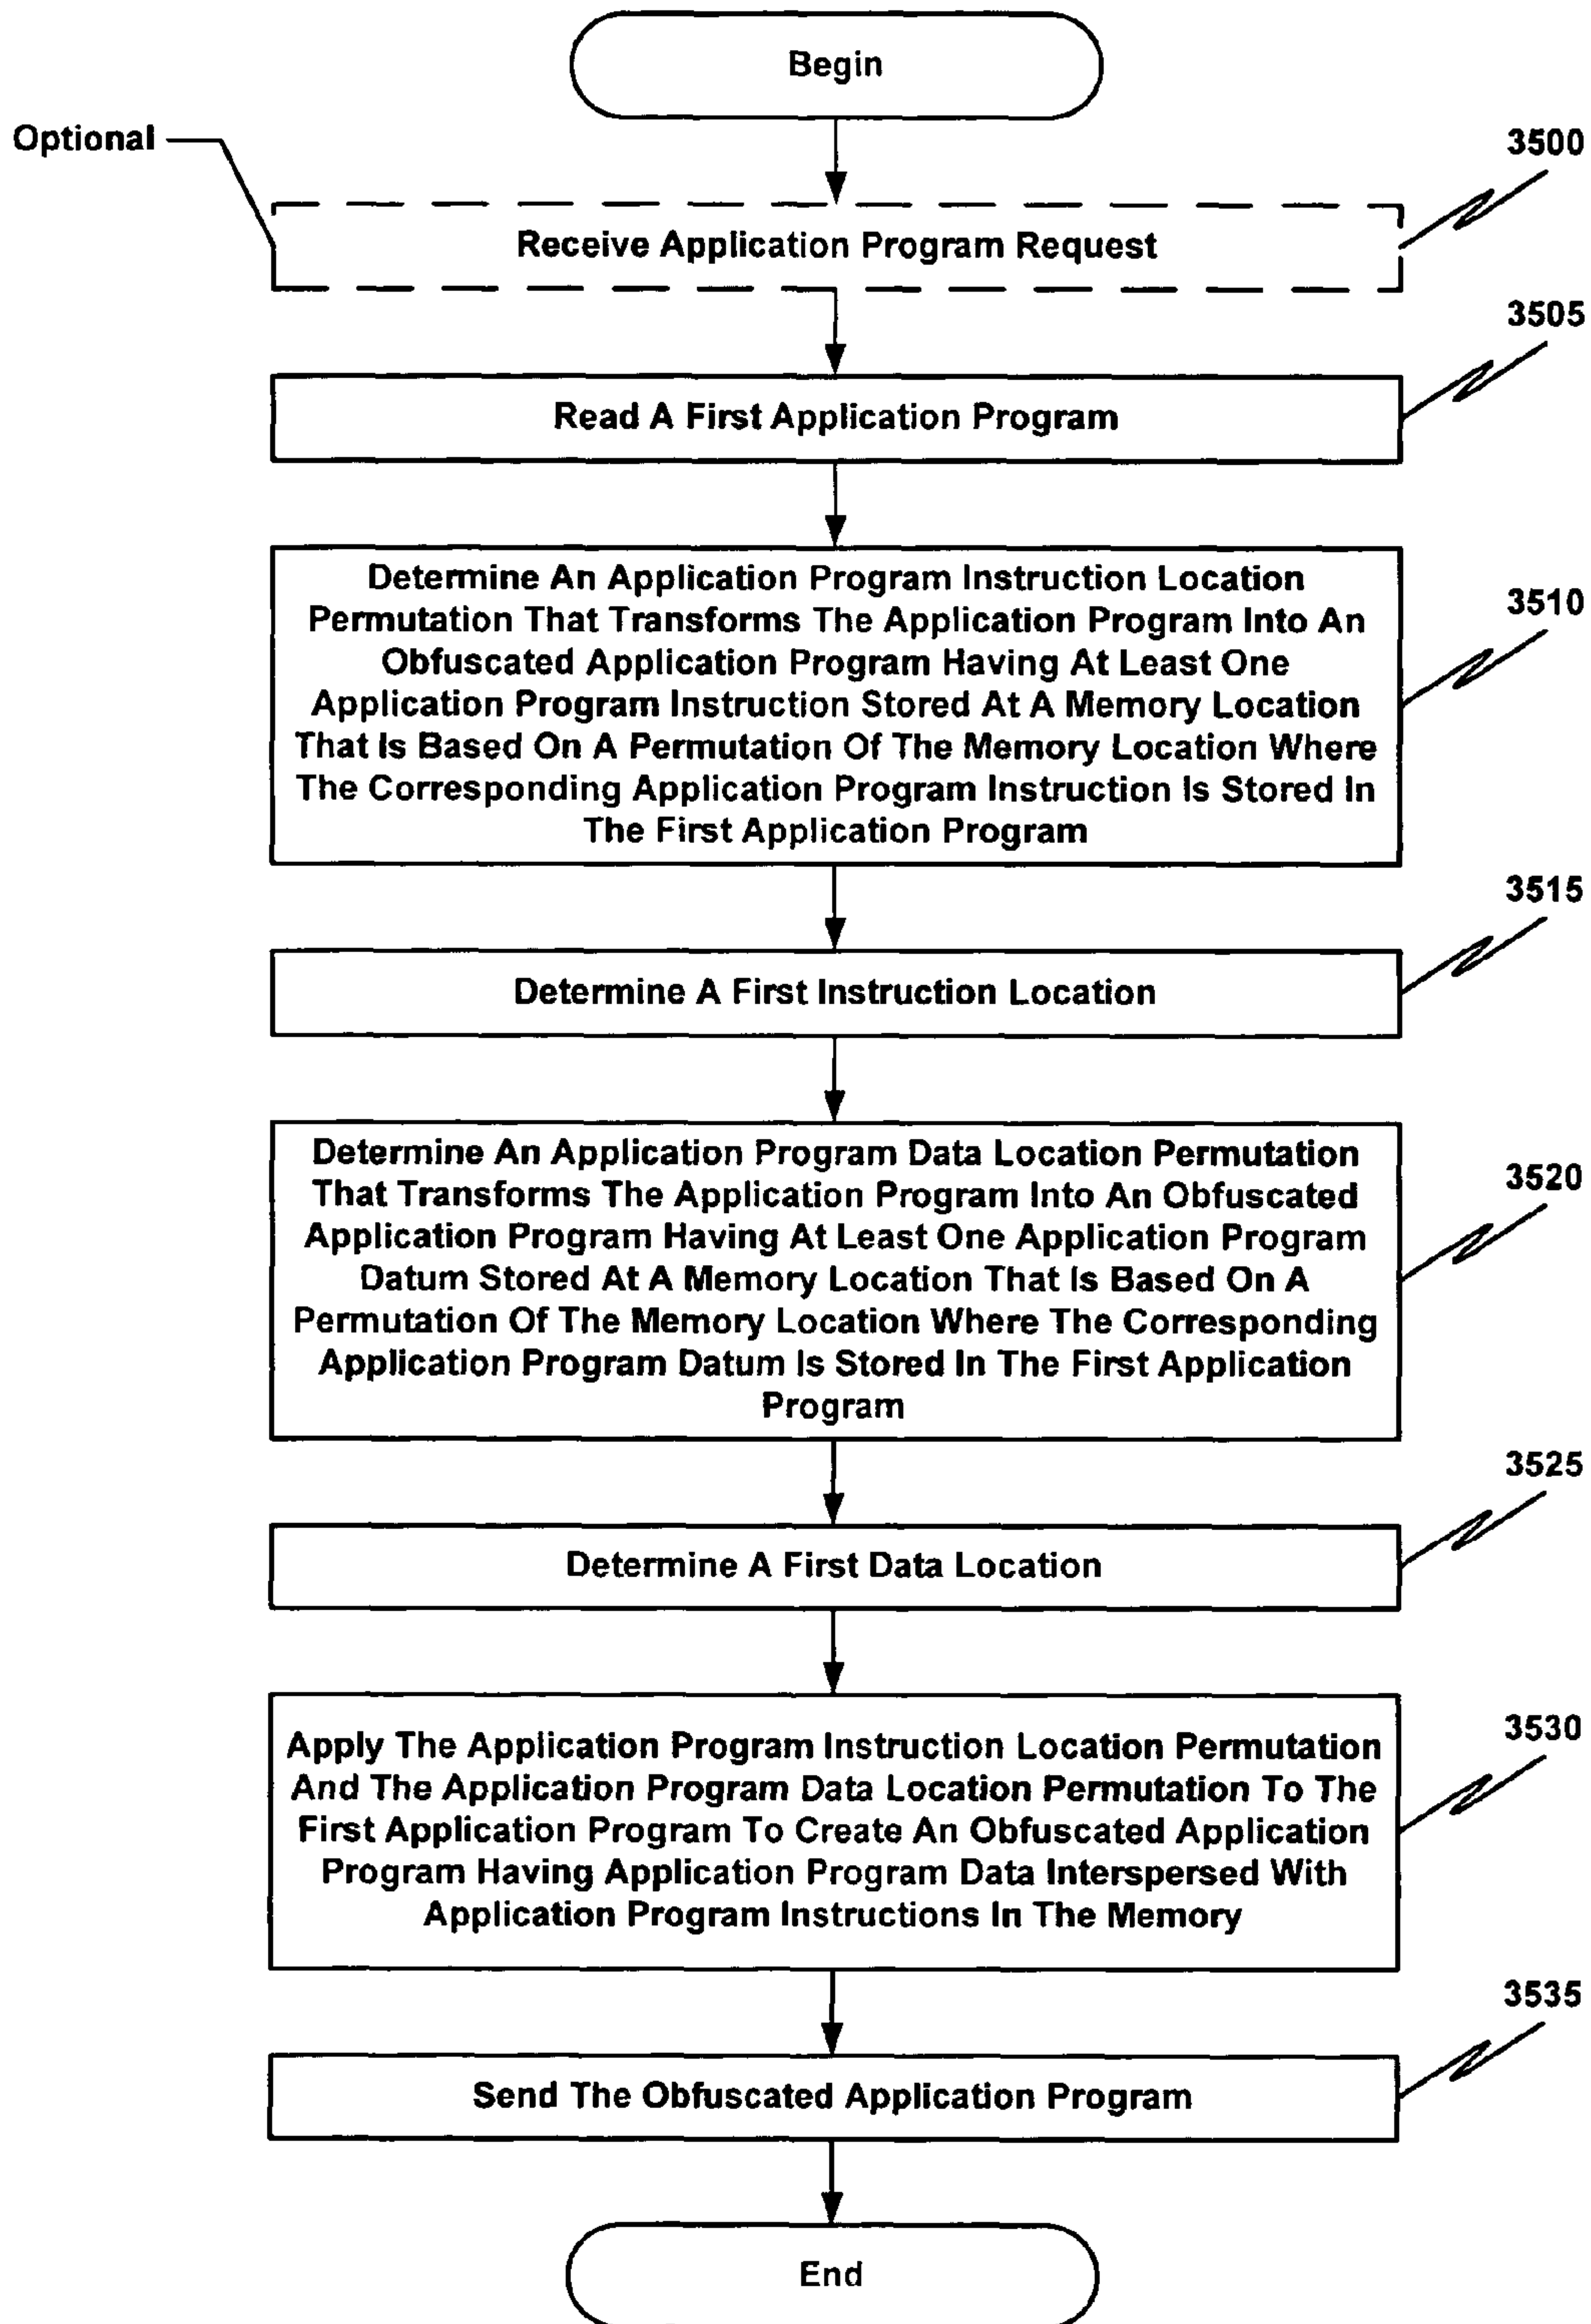 Begin
Optional
3500
Receive Application Program Request
3505
Read A First Application Program
Determine An Application Program Instruction Location
Permutation That Transforms The Application Program Into An
Obfuscated Application Program Having At Least One
Application Program Instruction Stored At A Memory Location
That Is Based On A Permutation Of The Memory Location Where
The Corresponding Application Program Instruction Is Stored In
The First Application Program
3510
3515
Determine A First Instruction Location
Determine An Application Program Data Location Permutation
That Transforms The Application Program Into An Obfuscated
Application Program Having At Least One Application Program
Datum Stored At A Memory Location That Is Based On A
Permutation Of The Memory Location Where The Corresponding
Application Program Datum Is Stored In The First Application
Program
3520
3525
Determine A First Data Location
Apply The Application Program Instruction Location Permutation
And The Application Program Data Location Permutation To The
First Application Program To Create An Obfuscated Application
Program Having Application Program Data Interspersed With
Application Program Instructions In The Memory
3530
3535
Send The Obfuscated Application Program
End